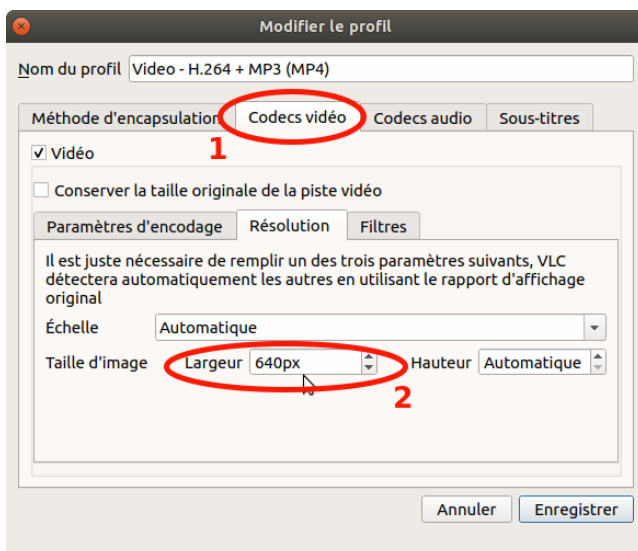 Modifier le profil
Nom du profil Video - H.264 + MP3 (MP4)
Méthode d'encapsulation Codecs vidéo Codecs audio Sous-titres
1
Vidéo
Conserver la taille originale de la piste vidéo
Paramètres d'encodage Résolution Filtres
Il est juste nécessaire de remplir un des trois paramètres suivants, VLC
détectera automatiquement les autres en utilisant le rapport d'affichage
original
Échelle Automatique
Taille d'image Largeur 640px Hauteur Automatique
2
Annuler Enregistrer